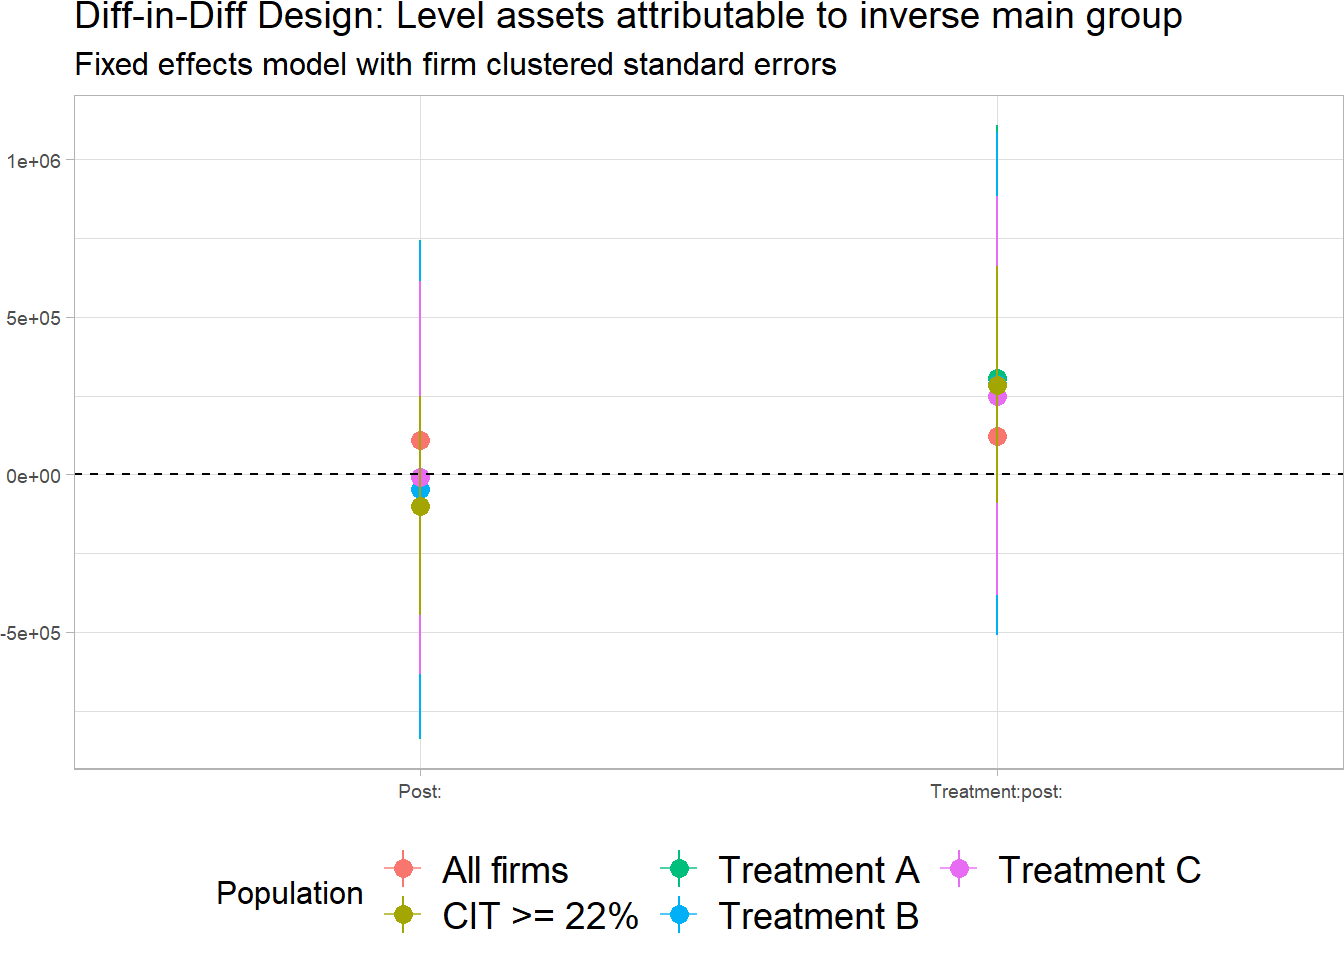 Diff-in-Diff Design: Level assets attributable to inverse main group
Fixed effects model with firm clustered standard errors
1e+06
5e+05
0e+00
-5e+05
Post:
Treatment:post:
Population
All firms
Treatment A
Treatment C
CIT >= 22%
Treatment B